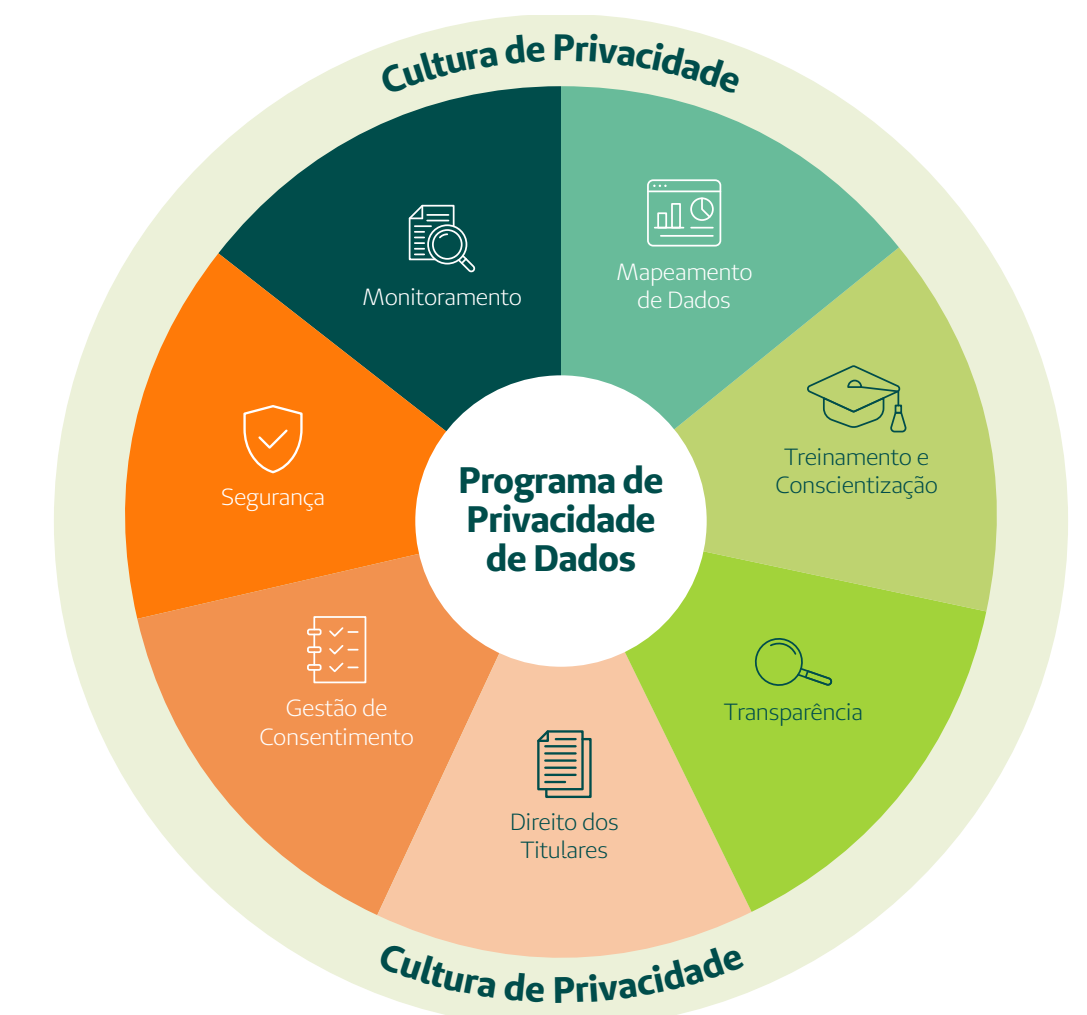 Cultura de Privacidade
Monitoramento
Mapeamento
de Dados
Treinamento e
Conscientização
Segurança
Programa de
Privacidade
de Dados
Gestão de
Consentimento
Transparência
Direito dos
Titulares
Cultura de Privacidade